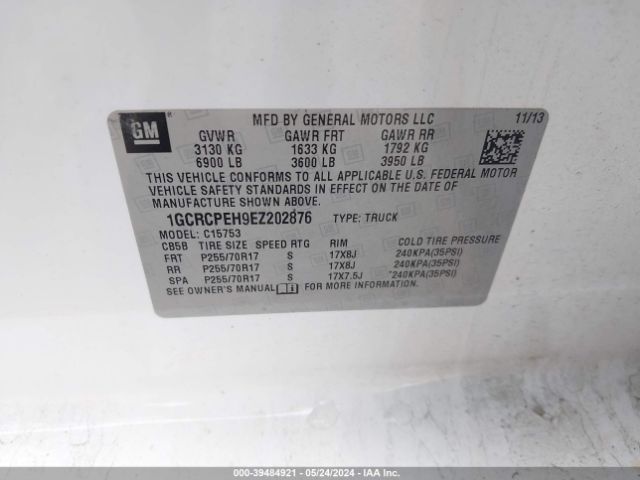 GM
®
MFD BY GENERAL MOTORS LLC 11/13
GVWR GAWR FRT GAWR RR
3130 KG 1633 KG 1792 KG
6900 LB 3600 LB 3950 LB
THIS VEHICLE CONFORMS TO ALL APPLICABLE U.S. FEDERAL MOTOR
VEHICLE SAFETY STANDARDS IN EFFECT ON THE DATE OF
MANUFACTURE SHOWN ABOVE.
1GCRCPEH9EZ202876 TYPE: TRUCK
MODEL: C15753
CB5B TIRE SIZE SPEED RTG RIM COLD TIRE PRESSURE
FRT P255/70R17 S 17X8J 240KPA(35PSI)
RR P255/70R17 S 17X8J 240KPA(35PSI)
SPA P255/70R17 S 17X7.5J *240KPA(35PSI)
SEE OWNER'S MANUAL FOR MORE INFORMATION.
000-39484921 - 05/24/2024 - IAA Inc.